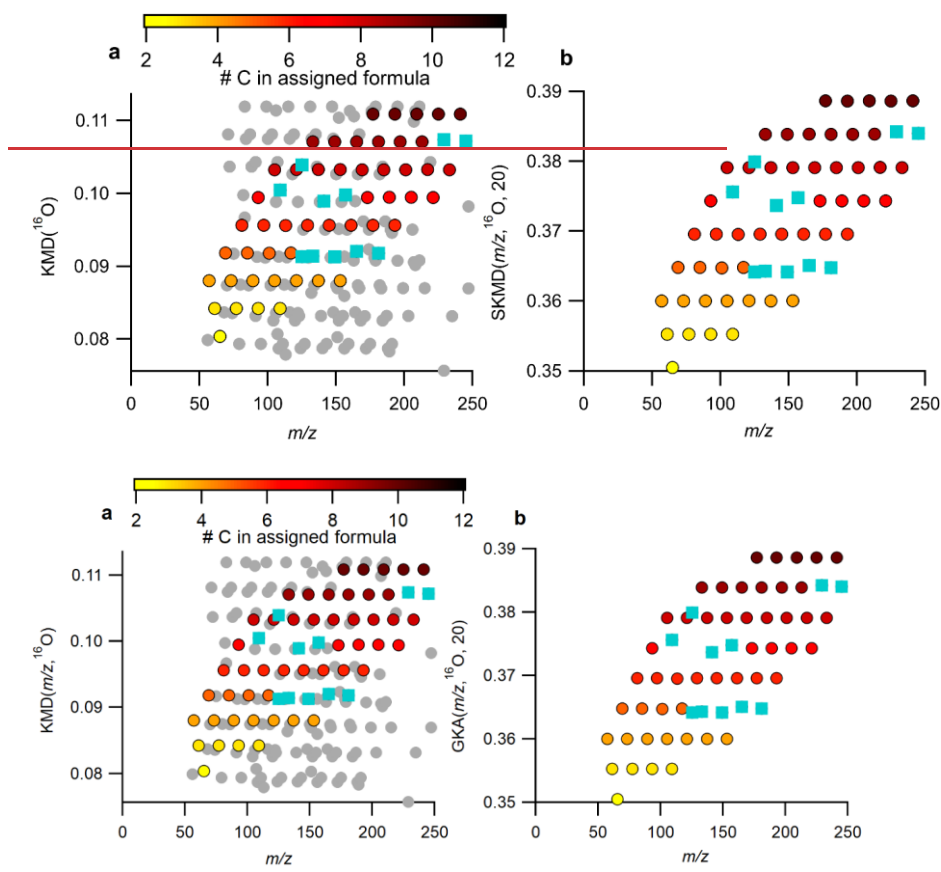 2 4 6 8 10 12
# C in assigned formula
a
b
KMD(¹⁶O)
0.11
0.10
0.09
0.08
50 100 150 200 250
m/z
SKMD(m/z,¹⁶O, 20)
0.39
0.38
0.37
0.36
0.35
0 50 100 150 200 250
m/z
2 4 6 8 10 12
# C in assigned formula
a
b
KMD(m/z,¹⁶O)
0.11
0.10
0.09
0.08
0 50 100 150 200 250
m/z
GKA(m/z,¹⁶O, 20)
0.39
0.38
0.37
0.36
0.35
0 50 100 150 200 250
m/z